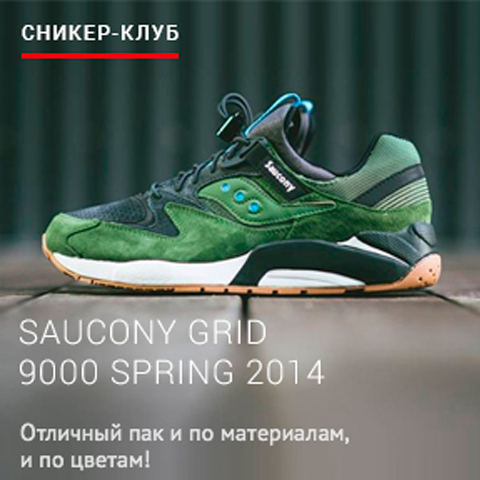 СНИКЕР-КЛУБ
Saucony
SAUCONY GRID
9000 SPRING 2014
Отличный пак и по материалам,
и по цветам!